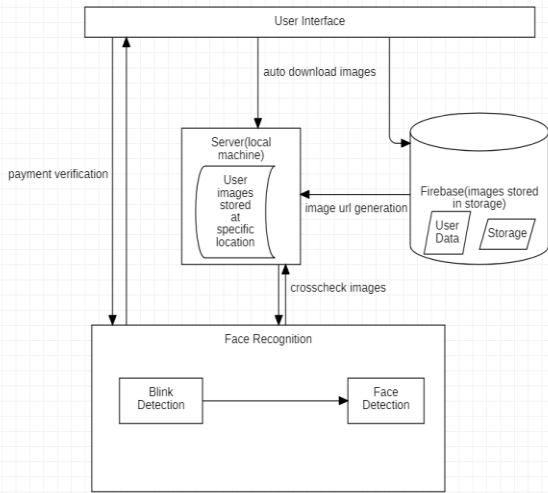 User Interface
auto download images
Server(local
machine)
User
images
stored
at
specific
location
payment verification
Firebase(images stored
in storage)
User
Data
Storage
image url generation
crosscheck images
Face Recognition
Blink
Detection
Face
Detection